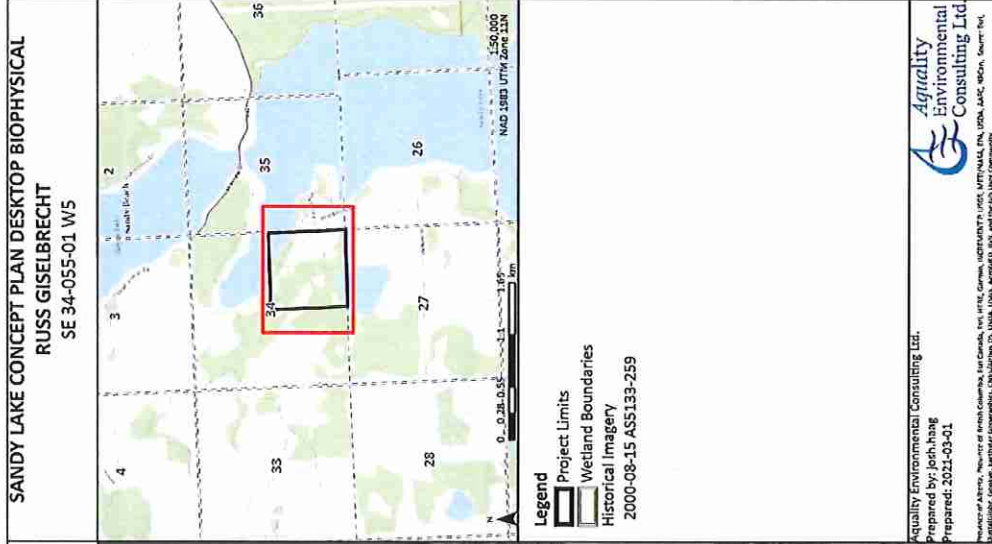 SANDY LAKE CONCEPT PLAN DESKTOP BIOPHYSICAL
RUSS GISELBRECHT
SE 34-055-01 W5
4
3
2
36
Sandy Beach
33
34
35
28
27
26
0 0.28 0.55 1.1 1.65
km
1:50,000
NAD 1983 UTM Zone 11N
N
Legend
Project Limits
Wetland Boundaries
Historical Imagery
2000-08-15 AS5133-259
Aquality Environmental Consulting Ltd.
Prepared by: josh.haag
Prepared: 2021-03-01
Aquality
Environmental
Consulting Ltd.